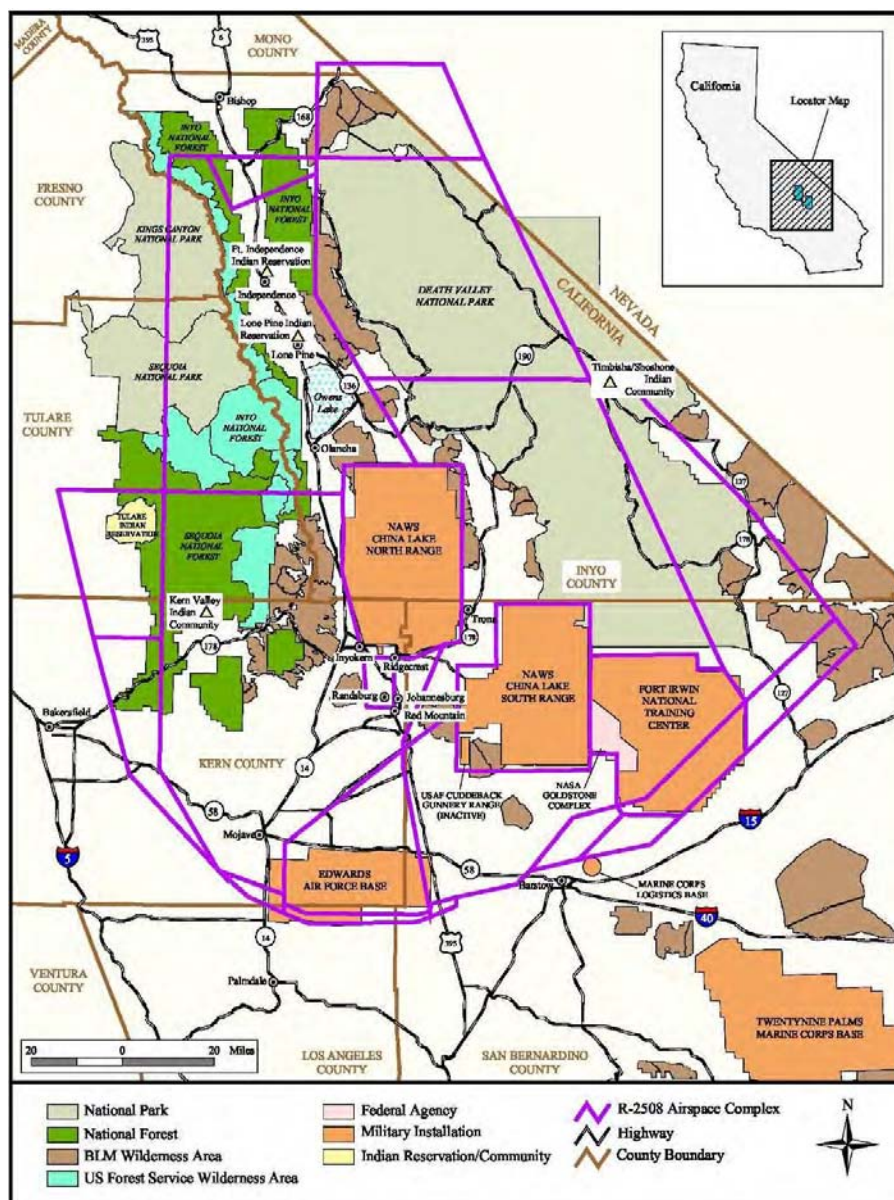 MADERA
COUNTY
395
6
MONO
COUNTY
Bishop
168
INYO
NATIONAL
FOREST
FRESNO
COUNTY
KINGS CANYON
NATIONAL PARK
INYO
NATIONAL
FOREST
Ft. Independence
Indian Reservation
Independence
Lone Pine Indian
Reservation
Lone Pine
DEATH VALLEY
NATIONAL PARK
NEVADA
CALIFORNIA
California
Locator Map
190
Timbisha/Shoshone
Indian
Community
136
Owens
Lake
SEQUOIA
NATIONAL PARK
INYO
NATIONAL
FOREST
TULARE
COUNTY
Olancha
127
TULARE
INDIAN
RESERVATION
SEQUOIA
NATIONAL
FOREST
NAWS
CHINA LAKE
NORTH RANGE
178
INYO
COUNTY
Kern Valley
Indian
Community
178
Trona
178
Inyokern
Ridgecrest
Randsburg
Johannesburg
Red Mountain
NAWS
CHINA LAKE
SOUTH RANGE
FORT IRWIN
NATIONAL
TRAINING
CENTER
127
Bakersfield
KERN COUNTY
14
USAF CUDDEBACK
GUNNERY RANGE
(INACTIVE)
NASA
GOLDSTONE
COMPLEX
58
Mojave
5
15
EDWARDS
AIR FORCE BASE
58
Barstow
MARINE CORPS
LOGISTICS BASE
40
14
395
VENTURA
COUNTY
Palmdale
TWENTYNINE PALMS
MARINE CORPS BASE
20 0 20 Miles
LOS ANGELES
COUNTY
SAN BERNARDINO
COUNTY
National Park
National Forest
BLM Wilderness Area
US Forest Service Wilderness Area
Federal Agency
Military Installation
Indian Reservation/Community
R-2508 Airspace Complex
Highway
County Boundary
N